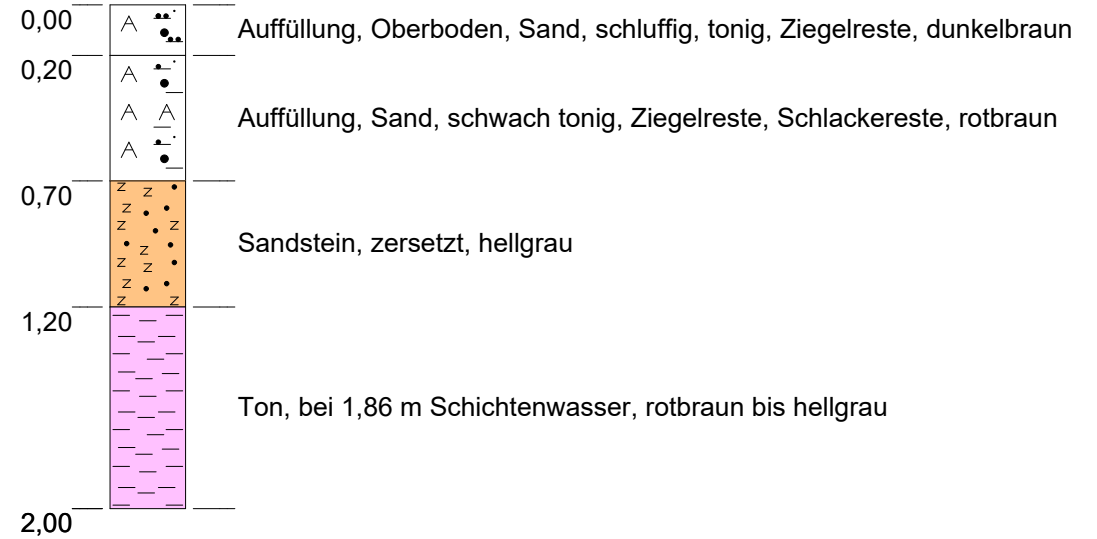 0,00
Auffüllung, Oberboden, Sand, schluffig, tonig, Ziegelreste, dunkelbraun
0,20
Auffüllung, Sand, schwach tonig, Ziegelreste, Schlackereste, rotbraun
0,70
Sandstein, zersetzt, hellgrau
1,20
Ton, bei 1,86 m Schichtenwasser, rotbraun bis hellgrau
2,00